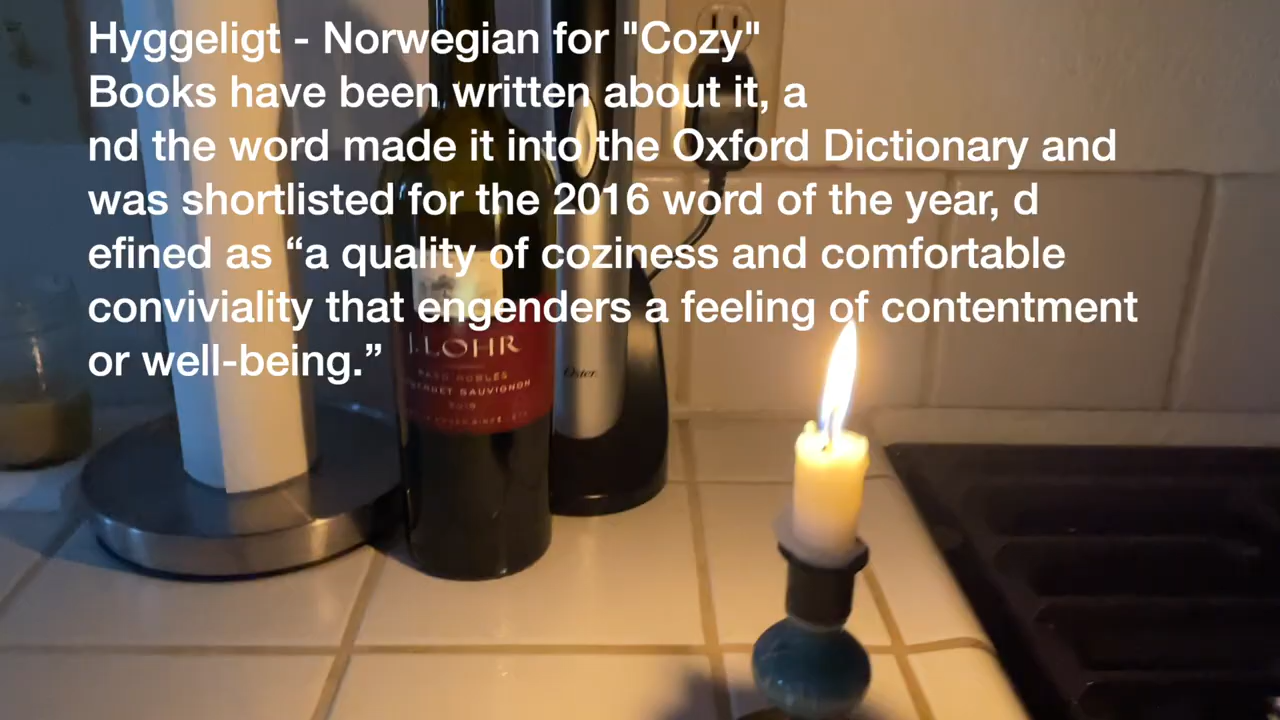 Hyggeligt - Norwegian for "Cozy"
Books have been written about it, a
nd the word made it into the Oxford Dictionary and
was shortlisted for the 2016 word of the year, d
efined as “a quality of coziness and comfortable
conviviality that engenders a feeling of contentment
or well-being.”
J. LOHR
PASO ROBLES
CABERNET SAUVIGNON
Oster